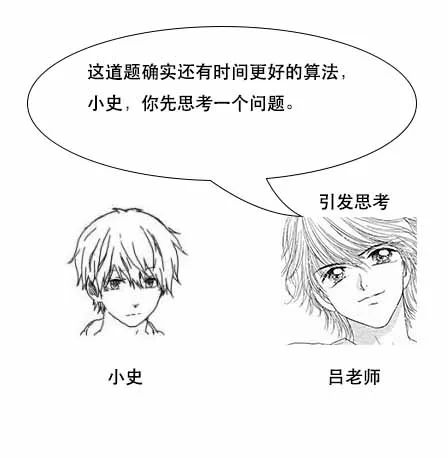 这道题确实还有时间更好的算法，
小史，你先思考一个问题。
引发思考
小史
吕老师